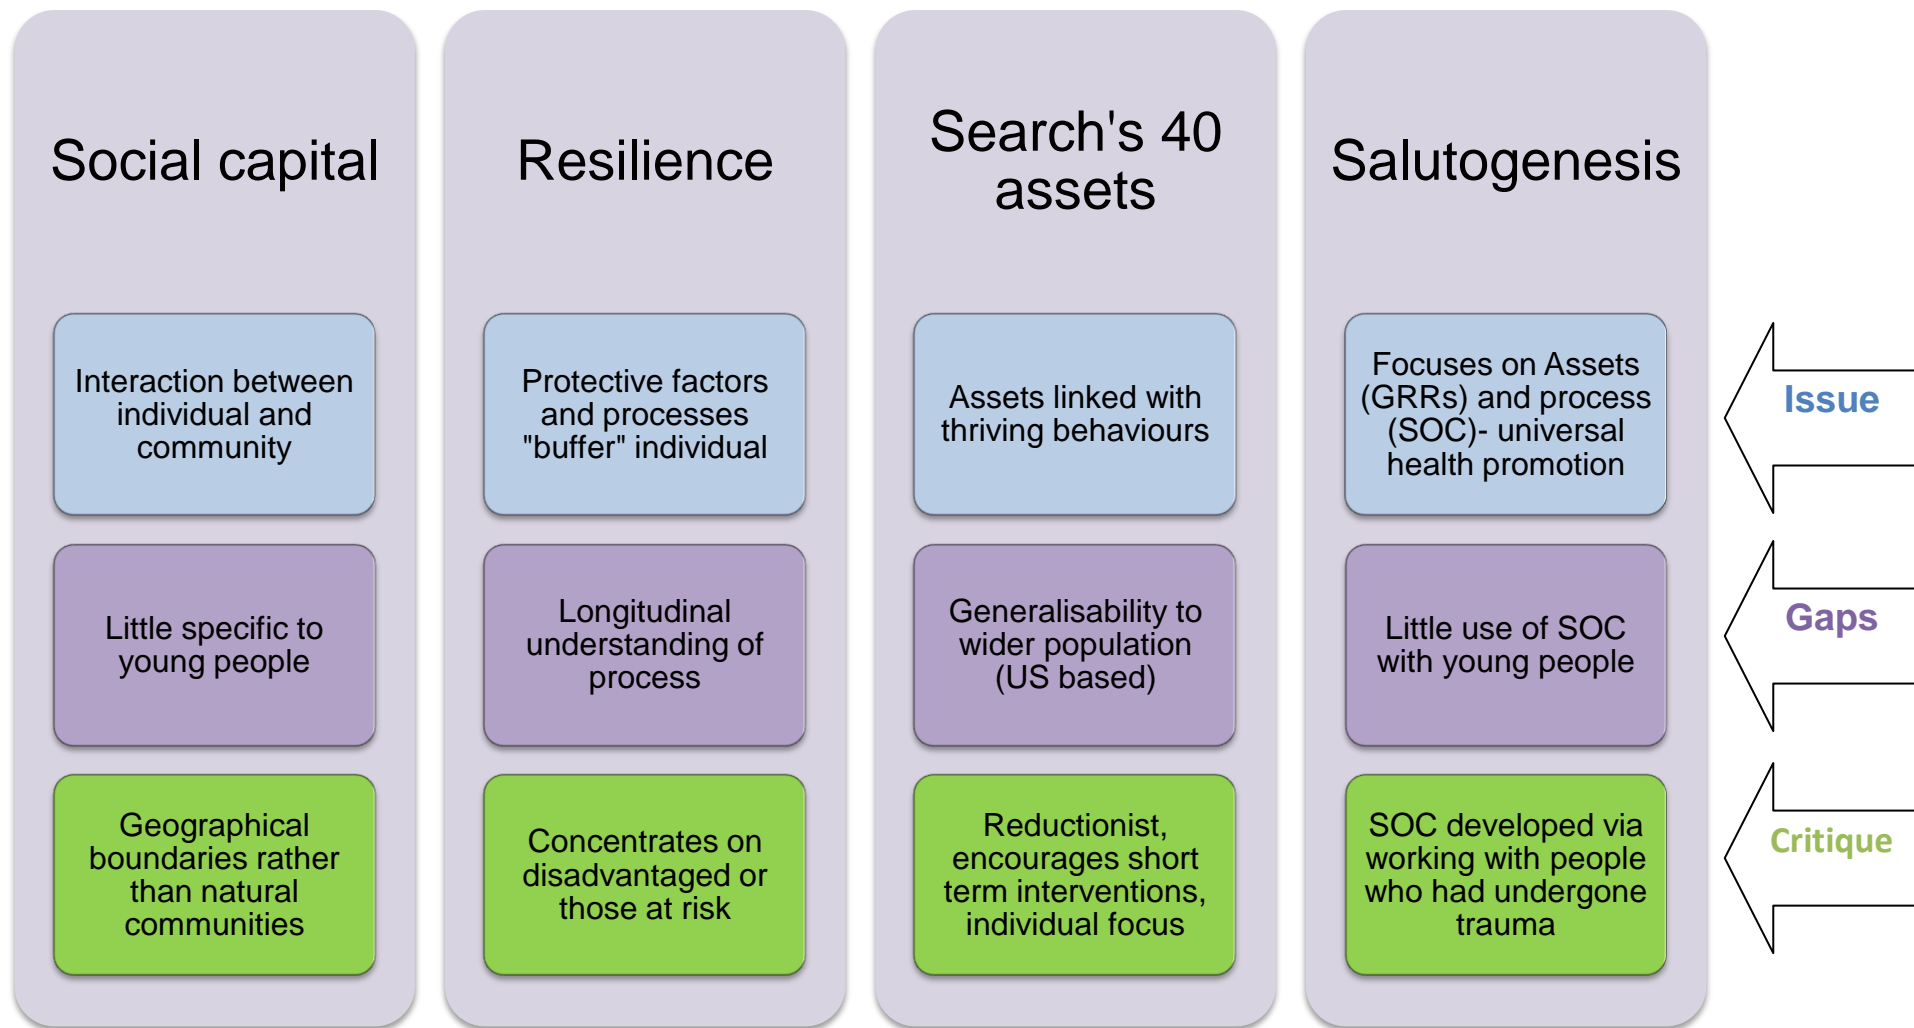 Social capital
Interaction between
individual and
community
Little specific to
young people
Geographical
boundaries rather
than natural
communities
Resilience
Protective factors
and processes
"buffer" individual
Longitudinal
understanding of
process
Concentrates on
disadvantaged or
those at risk
Search's 40
assets
Assets linked with
thriving behaviours
Generalisability to
wider population
(US based)
Reductionist,
encourages short
term interventions,
individual focus
Salutogenesis
Focuses on Assets
(GRRs) and process
(SOC)- universal
health promotion
Little use of SOC
with young people
SOC developed via
working with people
who had undergone
trauma
Issue
Gaps
Critique